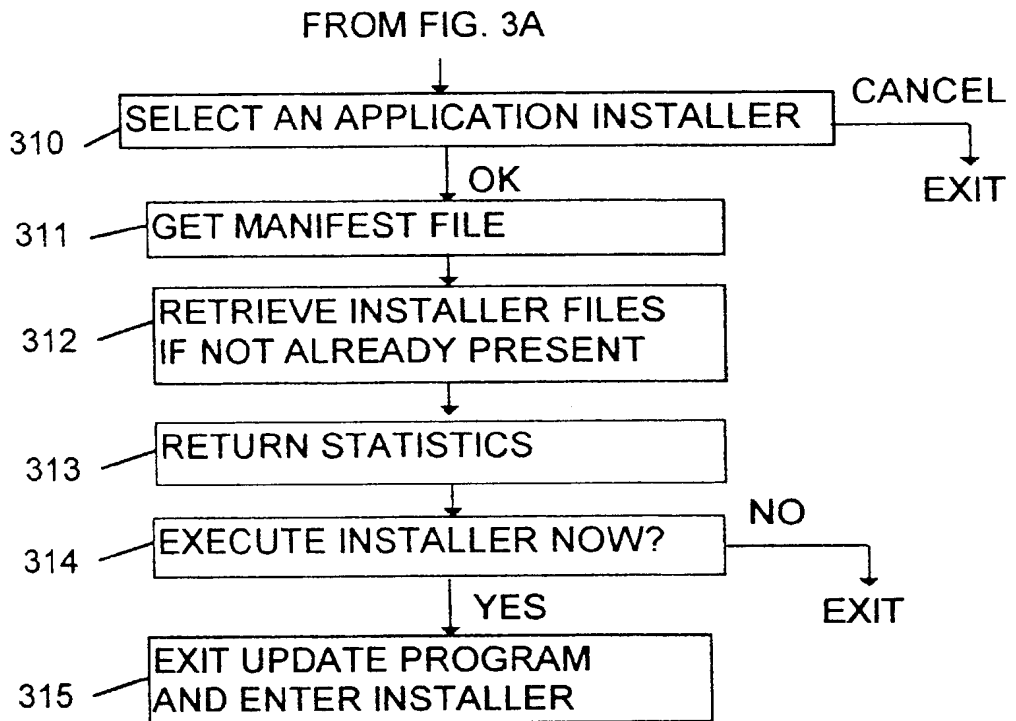 FROM FIG. 3A
310
SELECT AN APPLICATION INSTALLER
CANCEL
EXIT
OK
311
GET MANIFEST FILE
312
RETRIEVE INSTALLER FILES
IF NOT ALREADY PRESENT
313
RETURN STATISTICS
314
EXECUTE INSTALLER NOW?
NO
EXIT
YES
315
EXIT UPDATE PROGRAM
AND ENTER INSTALLER